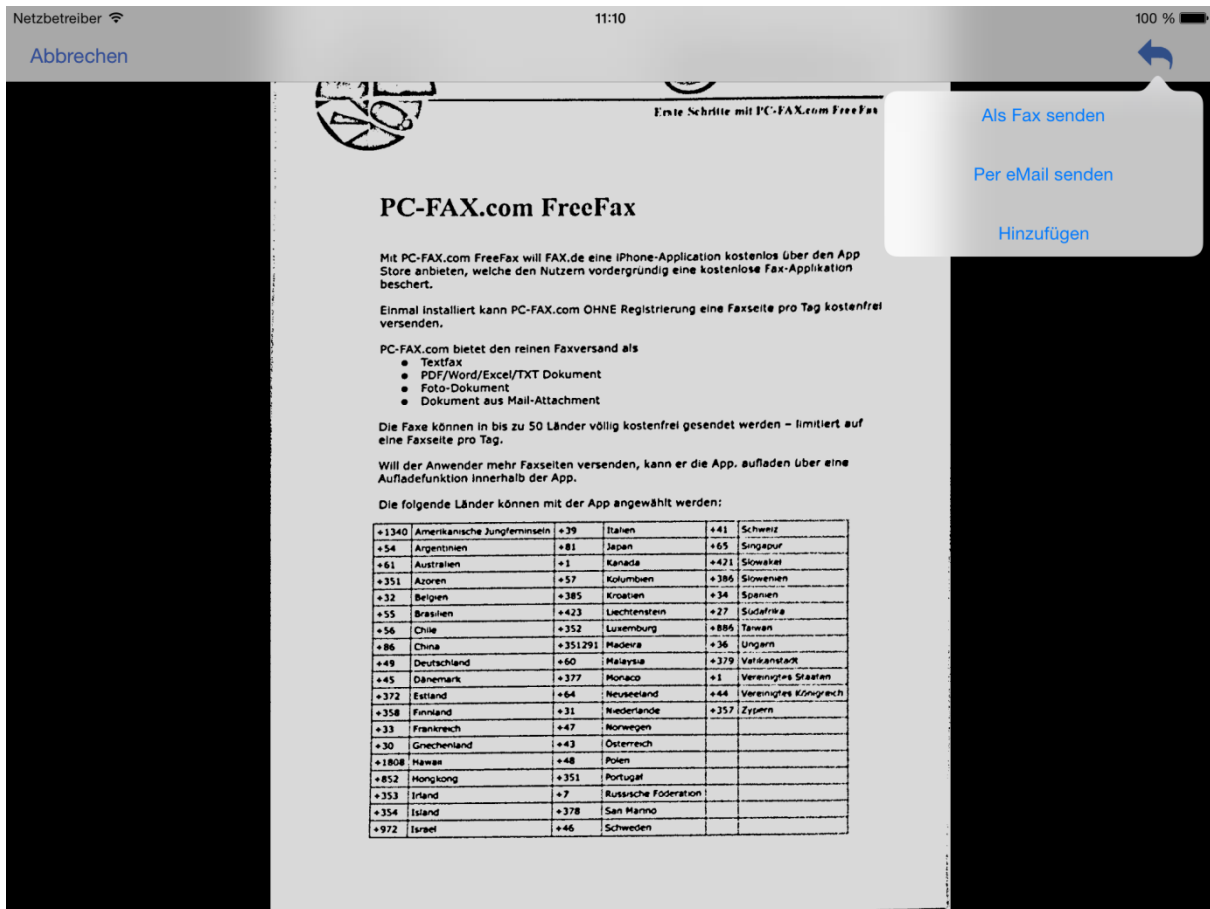 Netzbetreiber 11:10 100 %
Abbrechen
Erste Schritte mit PC-FAX.com FreeFax
Als Fax senden
Per eMail senden
Hinzufügen
PC-FAX.com FreeFax
Mit PC-FAX.com FreeFax will FAX.de eine iPhone-Application kostenlos über den App
Store anbieten, welche den Nutzern vordergründig eine kostenlose Fax-Applikation
beschert.
Einmal installiert kann PC-FAX.com OHNE Registrierung eine Faxseite pro Tag kostenfrei
versenden.
PC-FAX.com bietet den reinen Faxversand als
● Textfax
● PDF/Word/Excel/TXT Dokument
● Foto-Dokument
● Dokument aus Mail-Attachment
Die Faxe können in bis zu 50 Länder völlig kostenfrei gesendet werden – limitiert auf
eine Faxseite pro Tag.
Will der Anwender mehr Faxseiten versenden, kann er die App. aufladen über eine
Aufladefunktion innerhalb der App.
Die folgende Länder können mit der App angewählt werden:
+1340 Amerikanische Jungferninseln +39 Italien +41 Schweiz
+54 Argentinien +81 Japan +65 Singapur
+61 Australien +1 Kanada +421 Slowakei
+351 Azoren +57 Kolumbien +386 Slowenien
+32 Belgien +385 Kroatien +34 Spanien
+55 Brasilien +423 Liechtenstein +27 Südafrika
+56 Chile +352 Luxemburg +886 Taiwan
+86 China +351291 Madeira +36 Ungarn
+49 Deutschland +60 Malaysia +379 Vatikanstadt
+45 Dänemark +377 Monaco +1 Vereinigtes Staaten
+372 Estland +64 Neuseeland +44 Vereinigtes Königreich
+358 Finnland +31 Niederlande +357 Zypern
+33 Frankreich +47 Norwegen
+30 Griechenland +43 Österreich
+1808 Hawaii +48 Polen
+852 Hongkong +351 Portugal
+353 Irland +7 Russische Föderation
+354 Island +378 San Marino
+972 Israel +46 Schweden